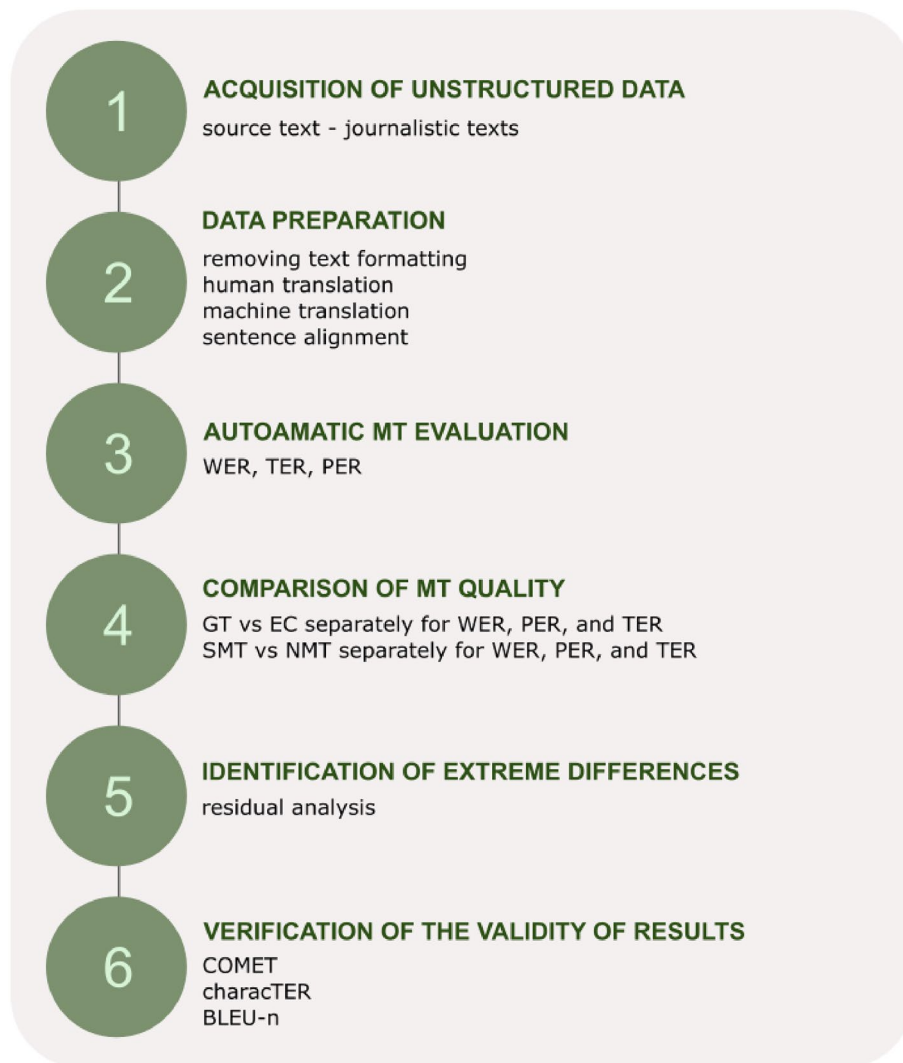 1
ACQUISITION OF UNSTRUCTURED DATA
source text - journalistic texts
2
DATA PREPARATION
removing text formatting
human translation
machine translation
sentence alignment
3
AUTOAMATIC MT EVALUATION
WER, TER, PER
4
COMPARISON OF MT QUALITY
GT vs EC separately for WER, PER, and TER
SMT vs NMT separately for WER, PER, and TER
5
IDENTIFICATION OF EXTREME DIFFERENCES
residual analysis
6
VERIFICATION OF THE VALIDITY OF RESULTS
COMET
characTER
BLEU-n